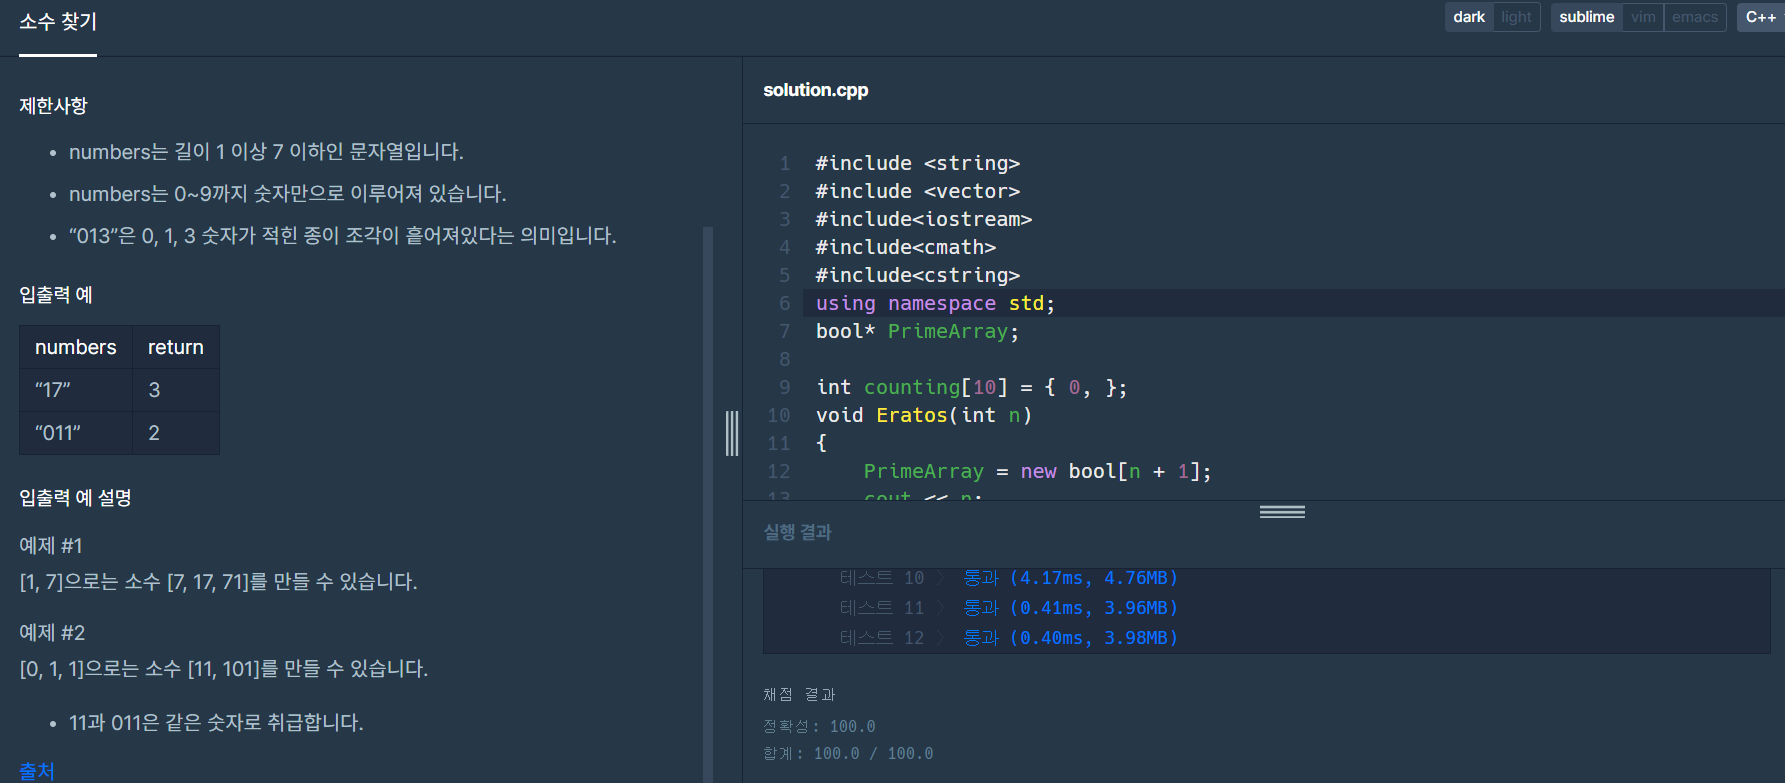 소수 찾기
dark light sublime vim emacs C++
제한사항
• numbers는 길이 1 이상 7 이하인 문자열입니다.
• numbers는 0~9까지 숫자만으로 이루어져 있습니다.
• “013”은 0, 1, 3 숫자가 적힌 종이 조각이 흩어져있다는 의미입니다.
입출력 예
numbers return
“17” 3
“011” 2
입출력 예 설명
예제 #1
[1, 7]으로는 소수 [7, 17, 71]를 만들 수 있습니다.
예제 #2
[0, 1, 1]으로는 소수 [11, 101]를 만들 수 있습니다.
• 11과 011은 같은 숫자로 취급합니다.
출처
solution.cpp
1 #include <string>
2 #include <vector>
3 #include<iostream>
4 #include<cmath>
5 #include<cstring>
6 using namespace std;
7 bool* PrimeArray;
8
9 int counting[10] = { 0, };
10 void Eratos(int n)
11 {
12 PrimeArray = new bool[n + 1];
13 cout << n;
실행 결과
테스트 10 〉 통과 (4.17ms, 4.76MB)
테스트 11 〉 통과 (0.41ms, 3.96MB)
테스트 12 〉 통과 (0.40ms, 3.98MB)
채점 결과
정확성: 100.0
합계: 100.0 / 100.0